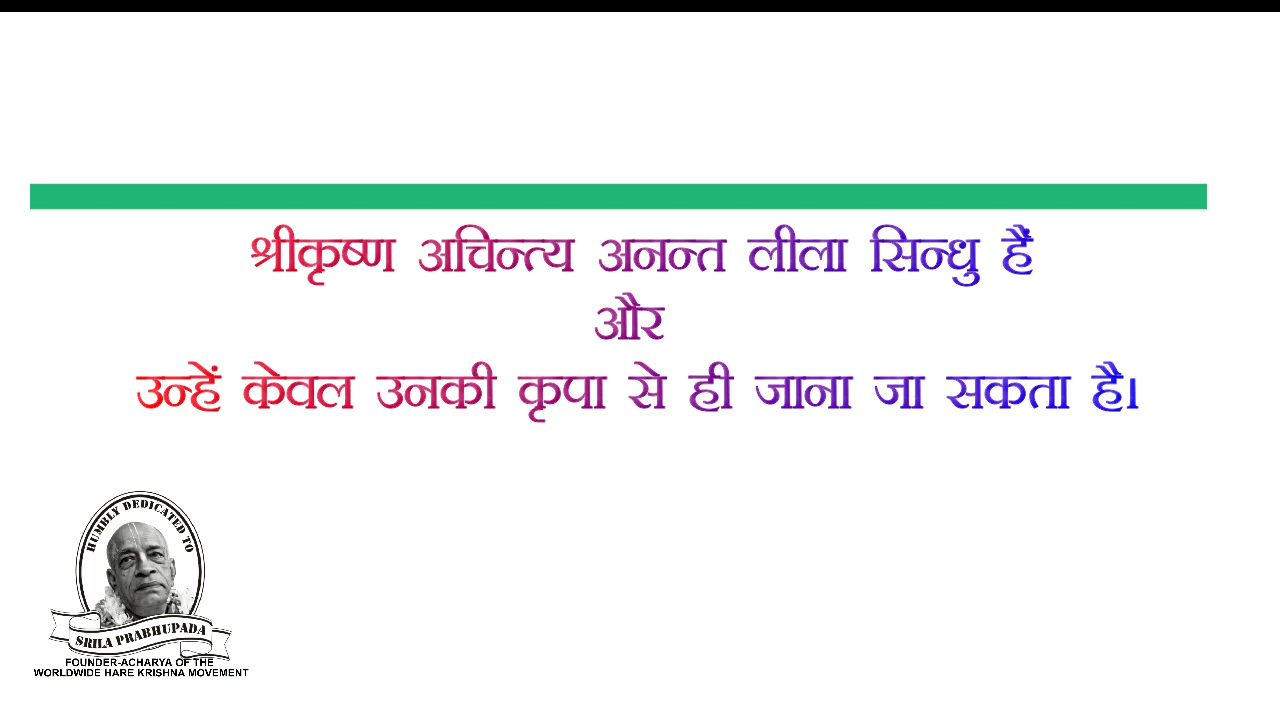 श्रीकृष्ण अचिन्त्य अनन्त लीला सिन्धु हैं
और
उन्हें केवल उनकी कृपा से ही जाना जा सकता है।
HUMBLY DEDICATED TO
SRILA PRABHUPADA
FOUNDER-ACHARYA OF THE
WORLDWIDE HARE KRISHNA MOVEMENT